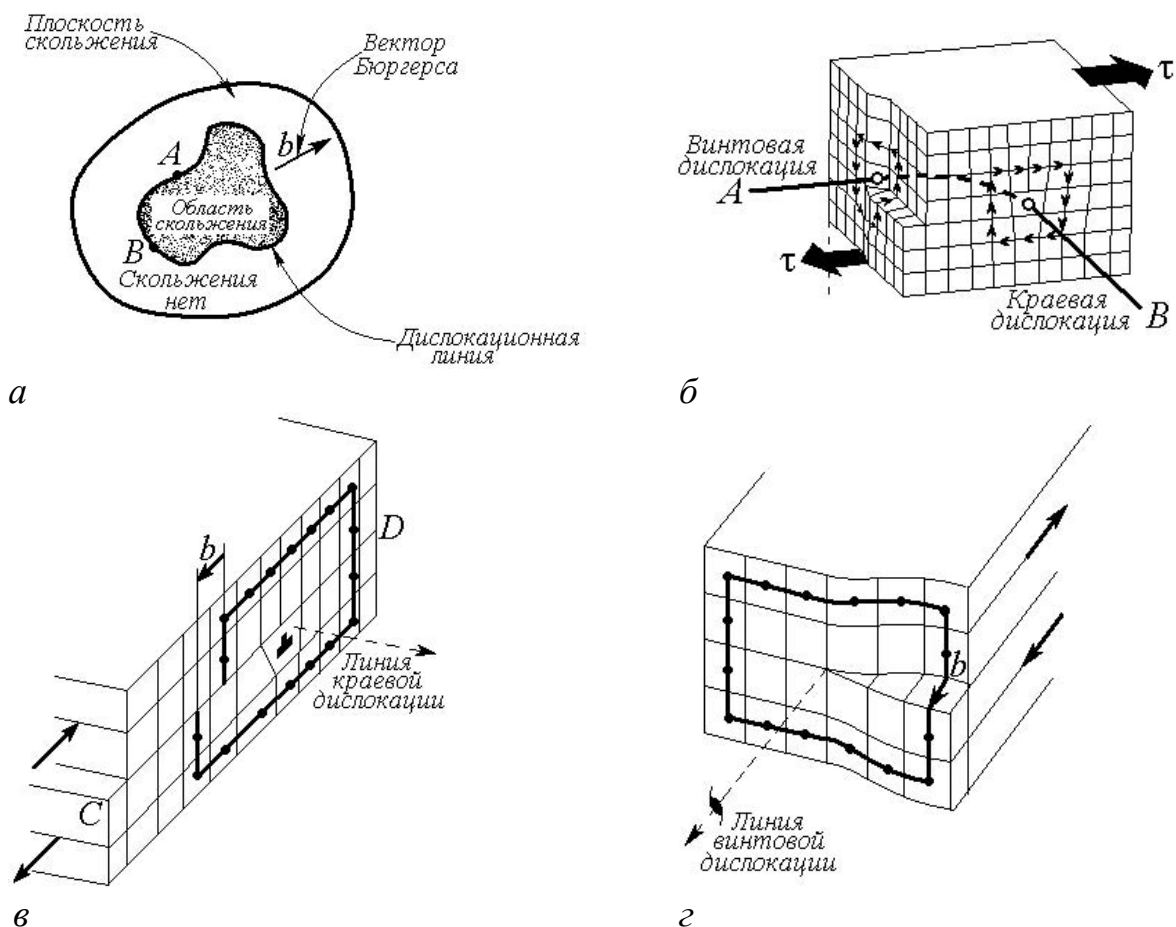 Плоскость
скольжения
Вектор
Бюргерса
b
A
Область
скольжения
B
Скольжения
нет
Дислокационная
линия
а
τ
Винтовая
дислокация
A
τ
Краевая
дислокация
B
б
D
b
Линия
краевой
дислокации
C
в
b
Линия
винтовой
дислокации
г